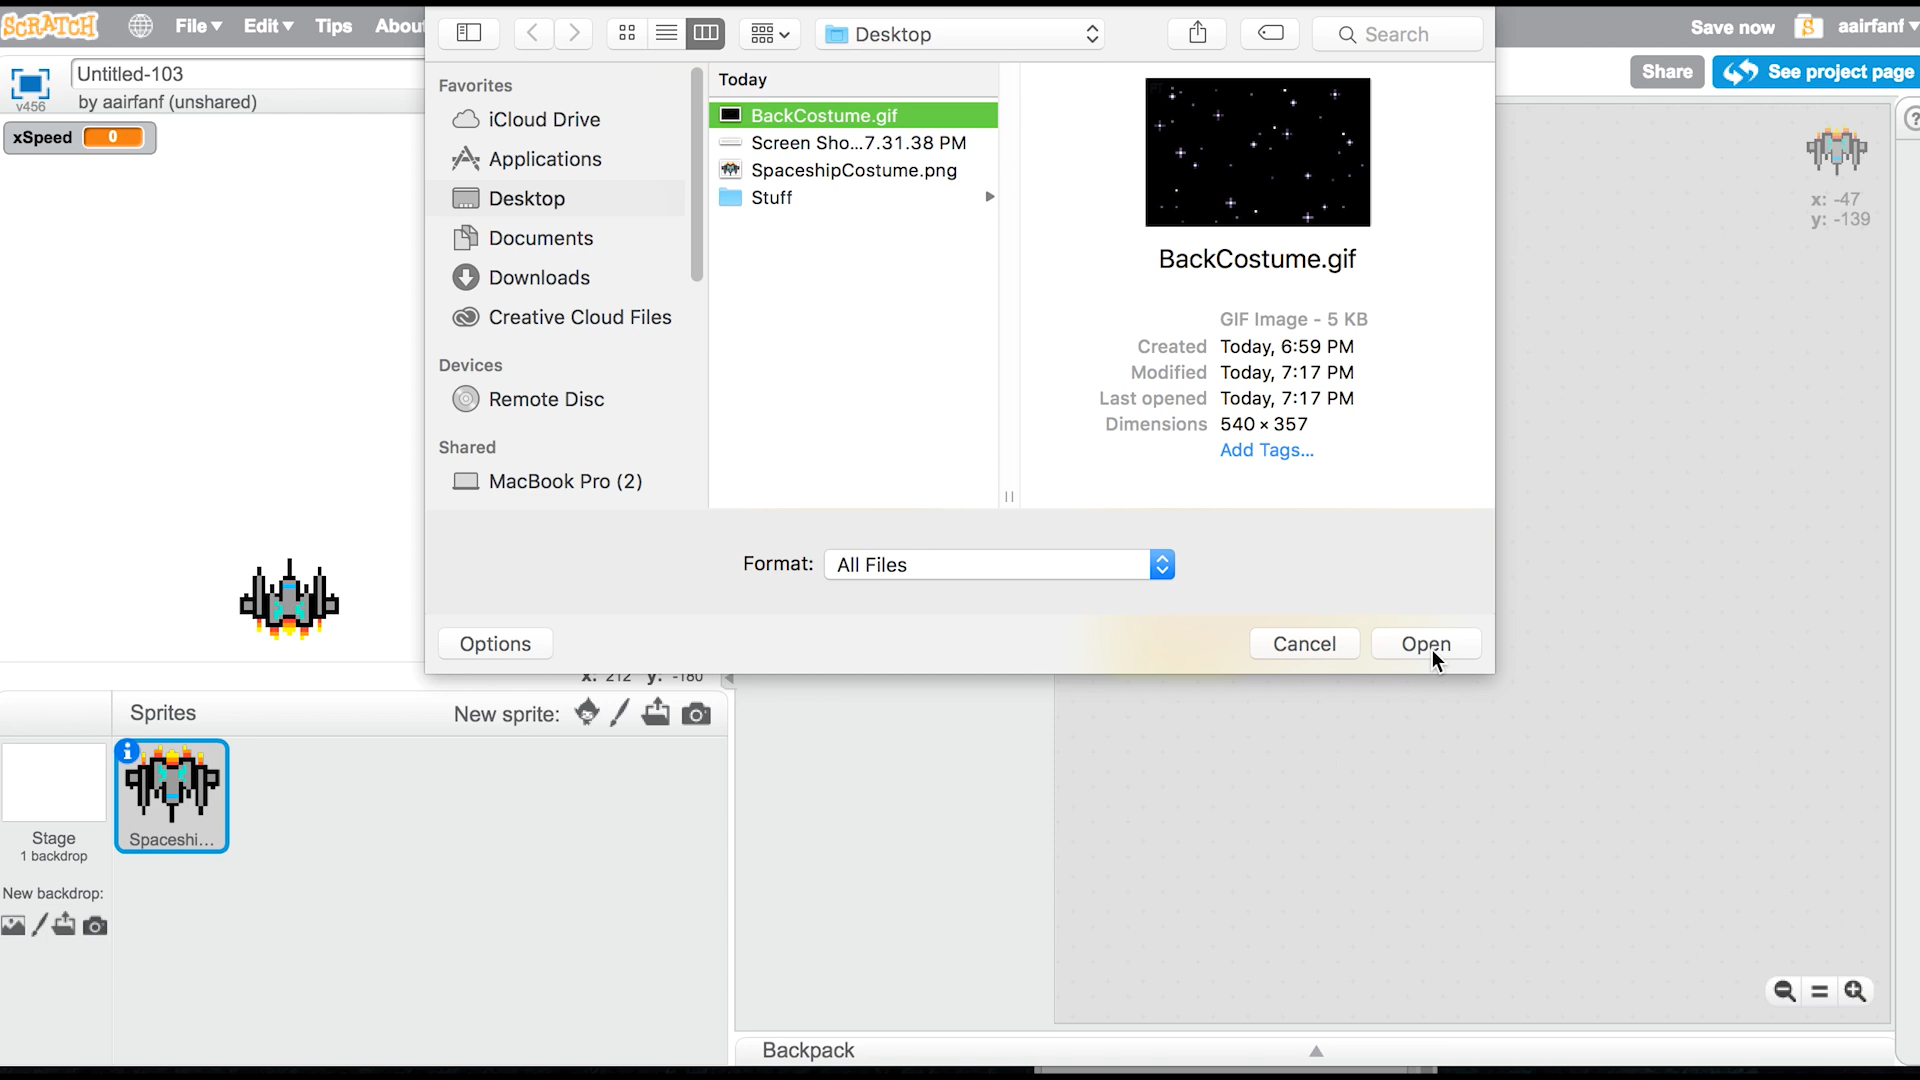 SCRATCH
File
Edit
Tips
Desktop
Search
Save now
aairfanf
Untitled-103
v456
by aairfanf (unshared)
Share
See project page
xSpeed 0
Favorites
iCloud Drive
Applications
Desktop
Documents
Downloads
Creative Cloud Files
Devices
Remote Disc
Shared
MacBook Pro (2)
Today
BackCostume.gif
Screen Sho...7.31.38 PM
SpaceshipCostume.png
Stuff
BackCostume.gif
GIF Image - 5 KB
Created Today, 6:59 PM
Modified Today, 7:17 PM
Last opened Today, 7:17 PM
Dimensions 540 × 357
Add Tags...
x: -47
y: -139
Format: All Files
Options
Cancel
Open
x: 212 y: -180
Sprites
New sprite:
Spaceshi...
Stage
1 backdrop
New backdrop:
Backpack